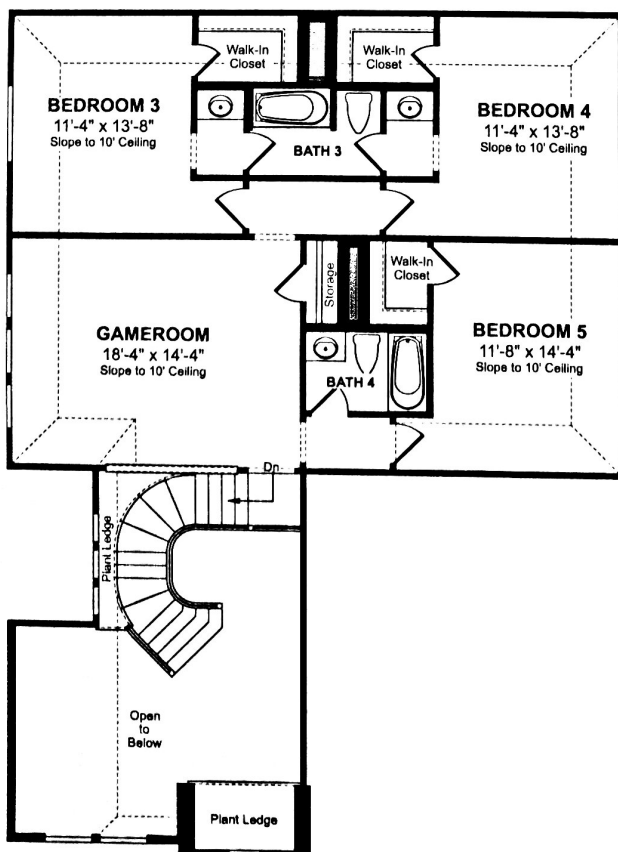 Walk-In
Closet
Walk-In
Closet
BEDROOM 3
11'-4" x 13'-8"
Slope to 10' Ceiling
BEDROOM 4
11'-4" x 13'-8"
Slope to 10' Ceiling
BATH 3
Storage
Walk-In
Closet
GAMEROOM
18'-4" x 14'-4"
Slope to 10' Ceiling
BEDROOM 5
11'-8" x 14'-4"
Slope to 10' Ceiling
BATH 4
Dn
Plant Ledge
Open
to
Below
Plant Ledge